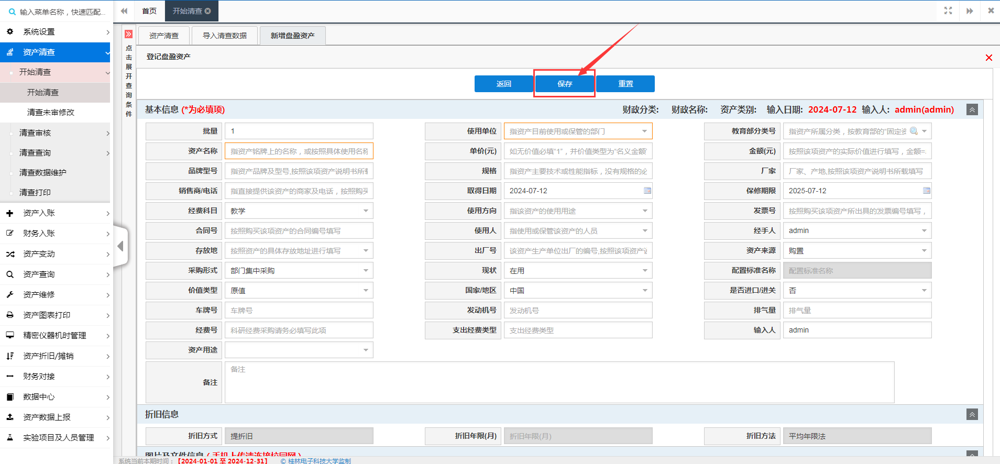 输入菜单名称，快速匹配...
首页
开始清查
系统设置
资产清查
开始清查
开始清查
清查未审修改
清查审核
清查查询
清查数据维护
清查打印
资产入账
财务入账
资产变动
资产查询
资产维修
资产图表打印
精密仪器机时管理
资产折旧/摊销
财务对接
数据中心
资产数据上报
实验项目及人员管理
点击展开查询条件
资产清查 导入清查数据 新增盘盈资产
登记盘盈资产
返回 保存 重置
基本信息 (*为必填项) 财政分类: 财政名称: 资产类别: 输入日期: 2024-07-12 输入人: admin(admin)
批量 1 使用单位 指资产目前使用或保管的部门 教育部分类号 指资产所属分类，按教育部的“固定资
资产名称 指资产铭牌上的名称，或按照具体使用名称 单价(元) 如无价值必填“1”，并价值类型为“名义金额” 金额(元) 按照该项资产的实际价值进行填写，金额=
品牌型号 指资产品牌及型号,按照该项资产说明书所载 规格 指资产主要技术或性能指标，没有规格的必 厂家 厂家、产地,按照该项资产说明书所载填写
销售商/电话 指直接提供该资产的商家及电话，按照购买 取得日期 2024-07-12 保修期限 2025-07-12
经费科目 教学 使用方向 指该资产的使用用途 发票号 按照购买该项资产所出具的发票编号填写，
合同号 按照购买该项资产的合同编号填写 使用人 指使用或保管该资产的人员 经手人 admin
存放地 按照资产的具体存放地址进行填写 出厂号 该资产生产单位出厂的编号,按照该项资产 资产来源 购置
采购形式 部门集中采购 现状 在用 配置标准名称 配置标准名称
价值类型 原值 国家/地区 中国 是否进口/进关 否
车牌号 车牌号 发动机号 发动机号 排气量 排气量
经费号 科研经费采购请务必填写此项 支出经费类型 支出经费类型 输入人 admin
资产用途
备注 备注
折旧信息
折旧方式 提折旧 折旧年限(月) 折旧年限(月) 折旧方法 平均年限法
图片及文件信息 ( 手机上传请连接校园网 )
系统当前本期时间：【2024-01-01 至 2024-12-31】 © 桂林电子科技大学监制